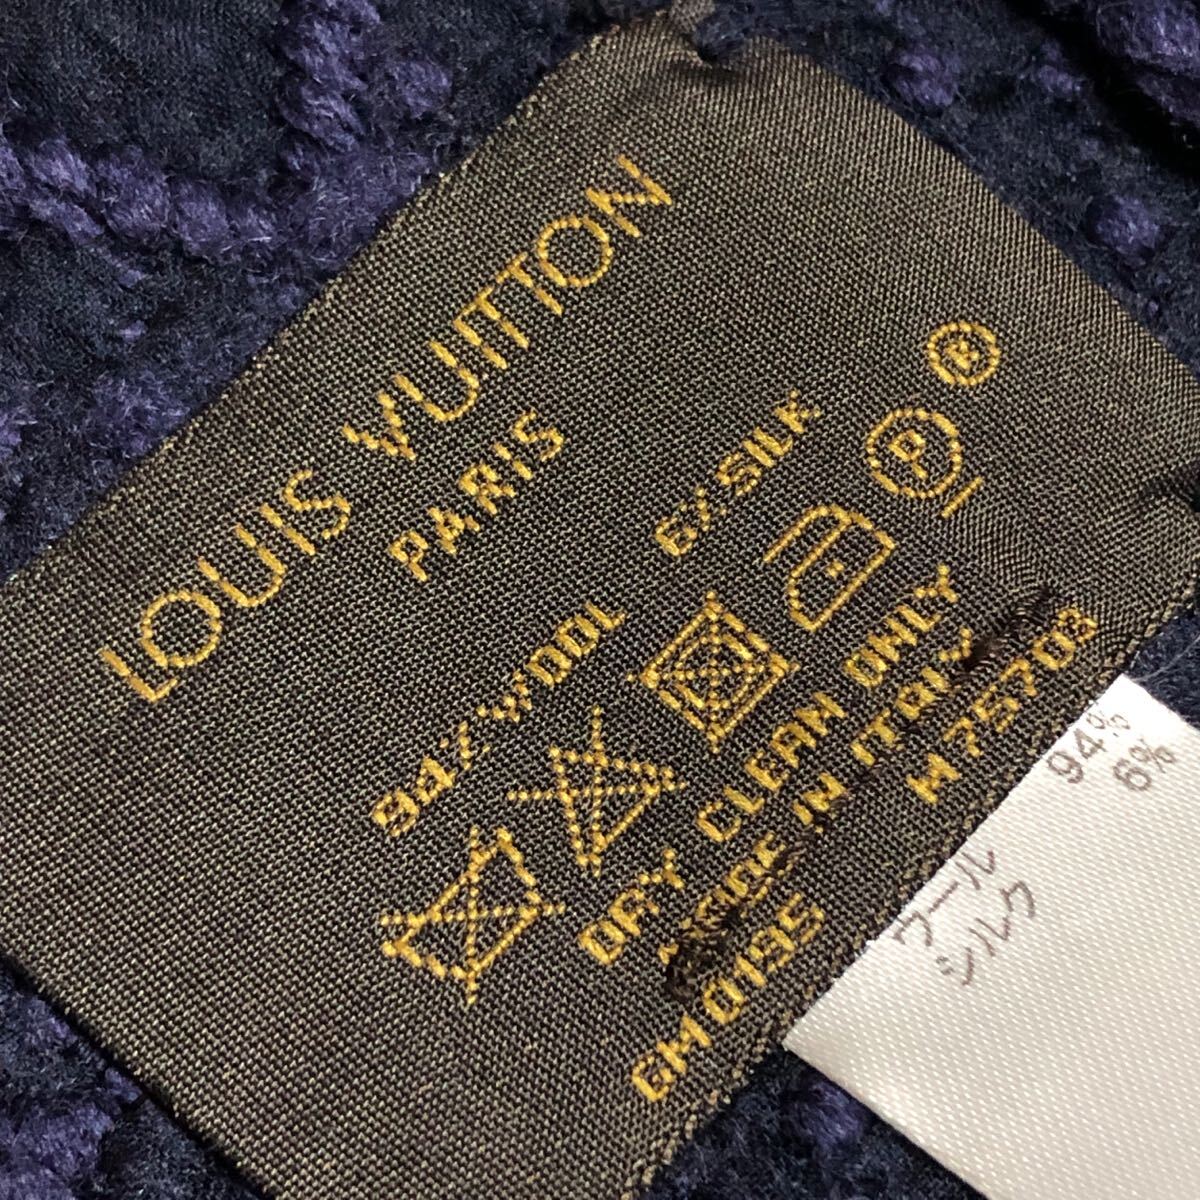 LOUIS VUITTON
PARIS
®
94% WOOL 6% SILK
P
DRY CLEAN ONLY
MADE IN ITALY
GM0195 M75703
ウール 94%
シルク 6%